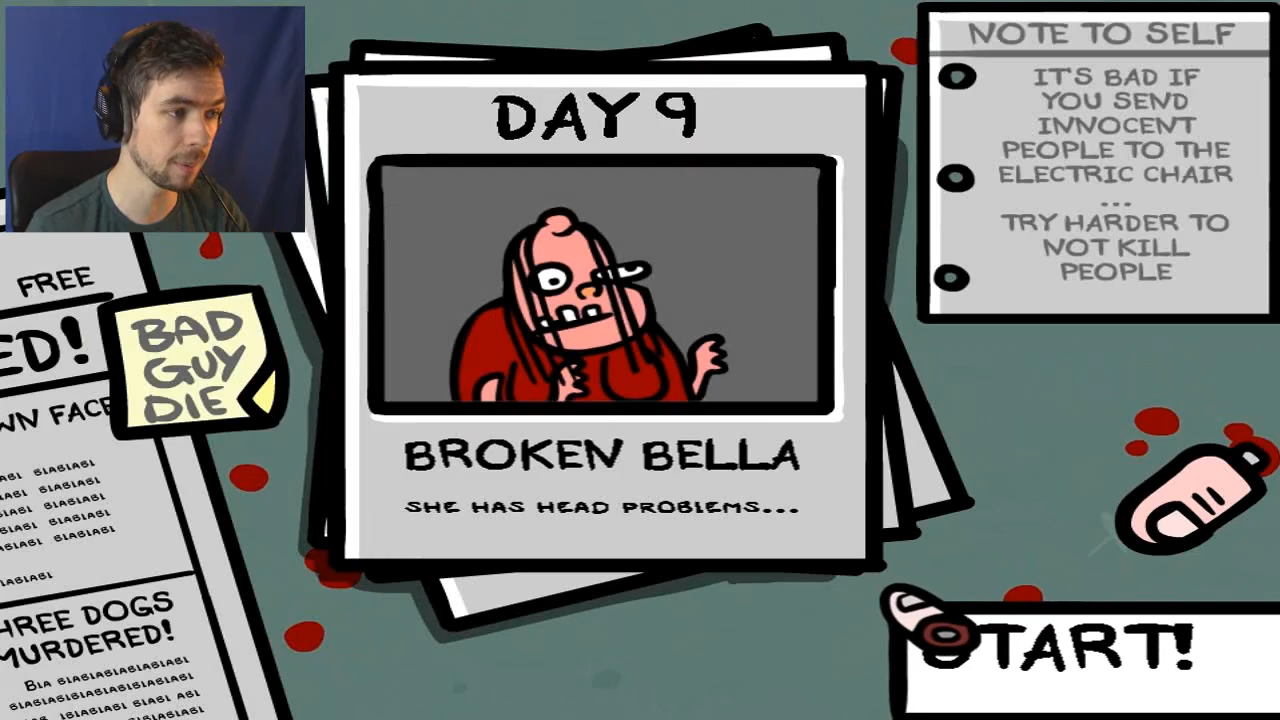 DAY 9
BROKEN BELLA
SHE HAS HEAD PROBLEMS...
NOTE TO SELF
IT'S BAD IF
YOU SEND
INNOCENT
PEOPLE TO THE
ELECTRIC CHAIR
...
TRY HARDER TO
NOT KILL
PEOPLE
FREE
ED!
WN FACE
BAD
GUY
DIE
HREE DOGS
MURDERED!
START!